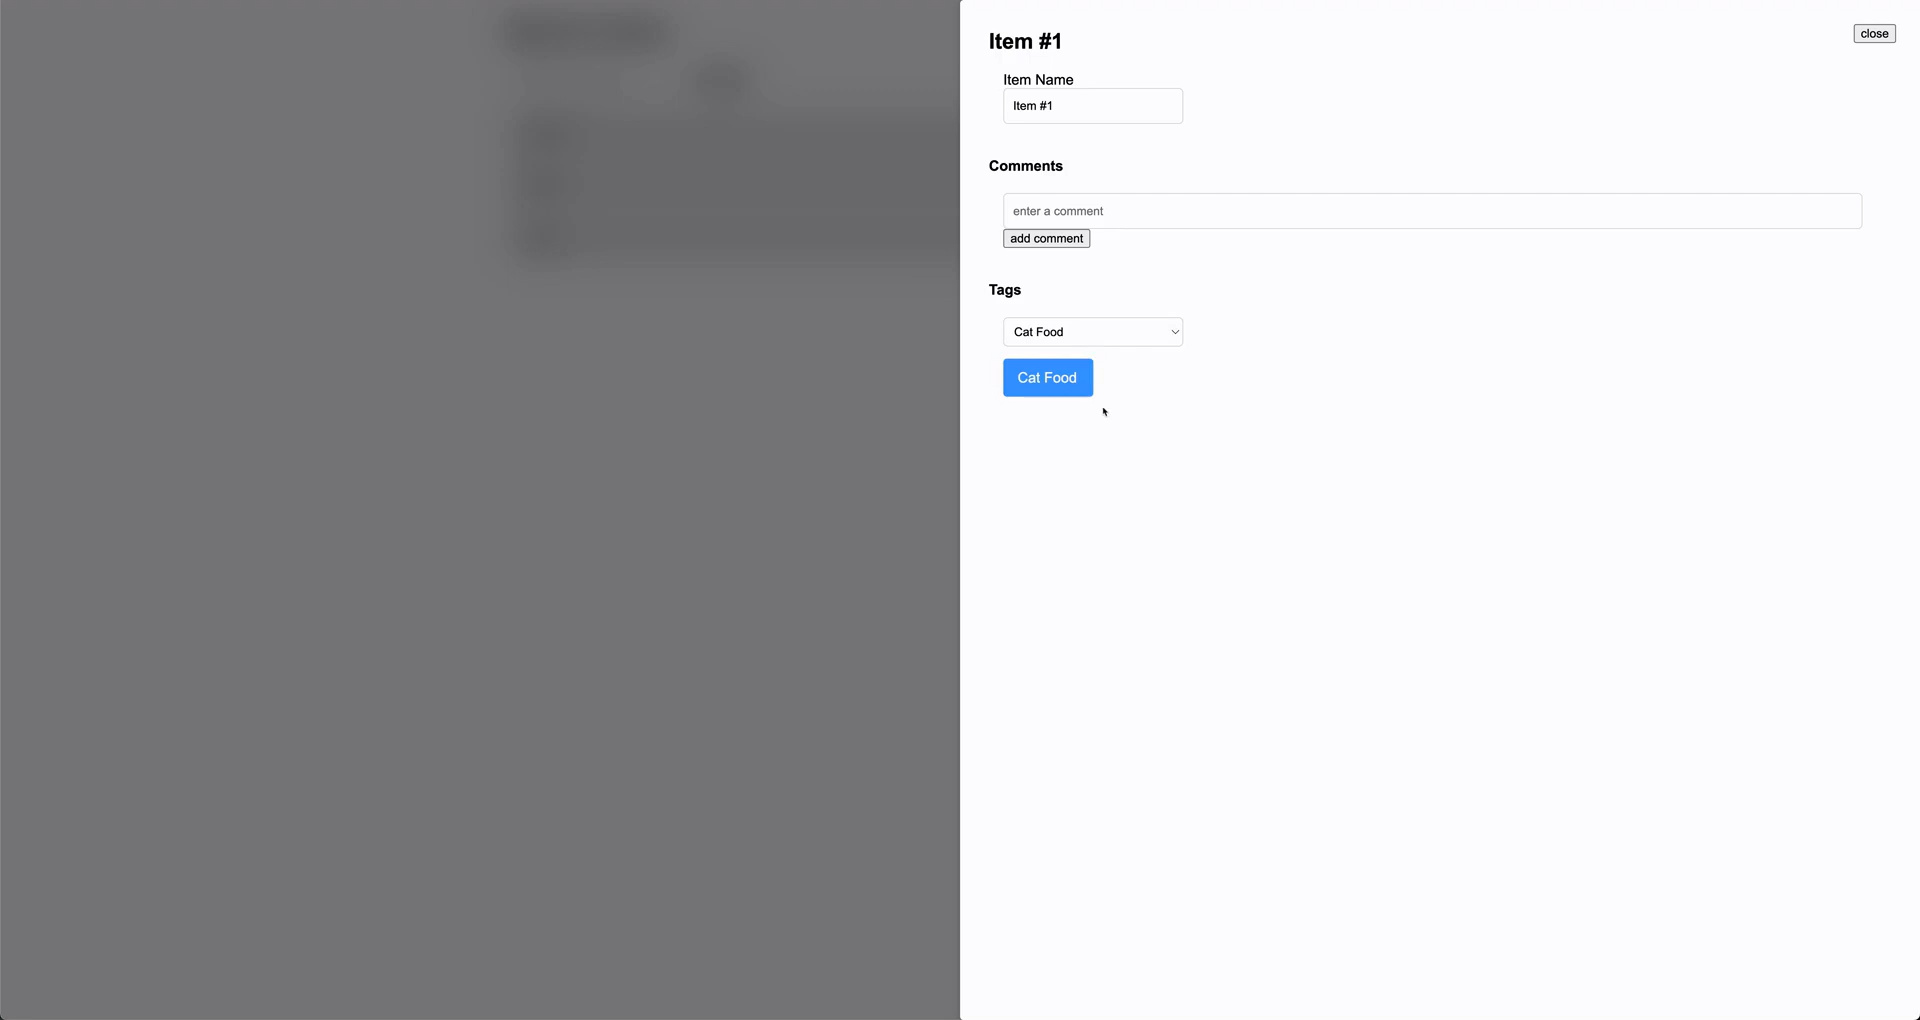 Item #1
close
Item Name
Item #1
Comments
enter a comment
add comment
Tags
Cat Food
Cat Food